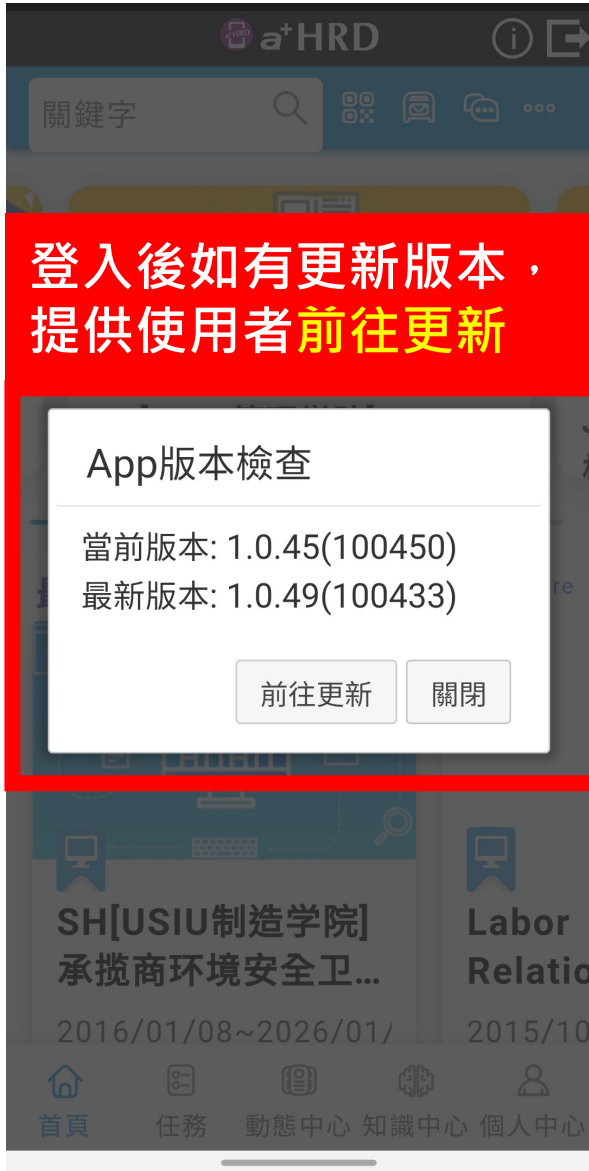 a+HRD
關鍵字
登入後如有更新版本，
提供使用者前往更新
App版本檢查
當前版本: 1.0.45(100450)
最新版本: 1.0.49(100433)
re
前往更新
關閉
SH[USIU制造学院]
承揽商环境安全卫...
2016/01/08~2026/01/
Labor
Relatio
2015/10
首頁
任務
動態中心
知識中心
個人中心